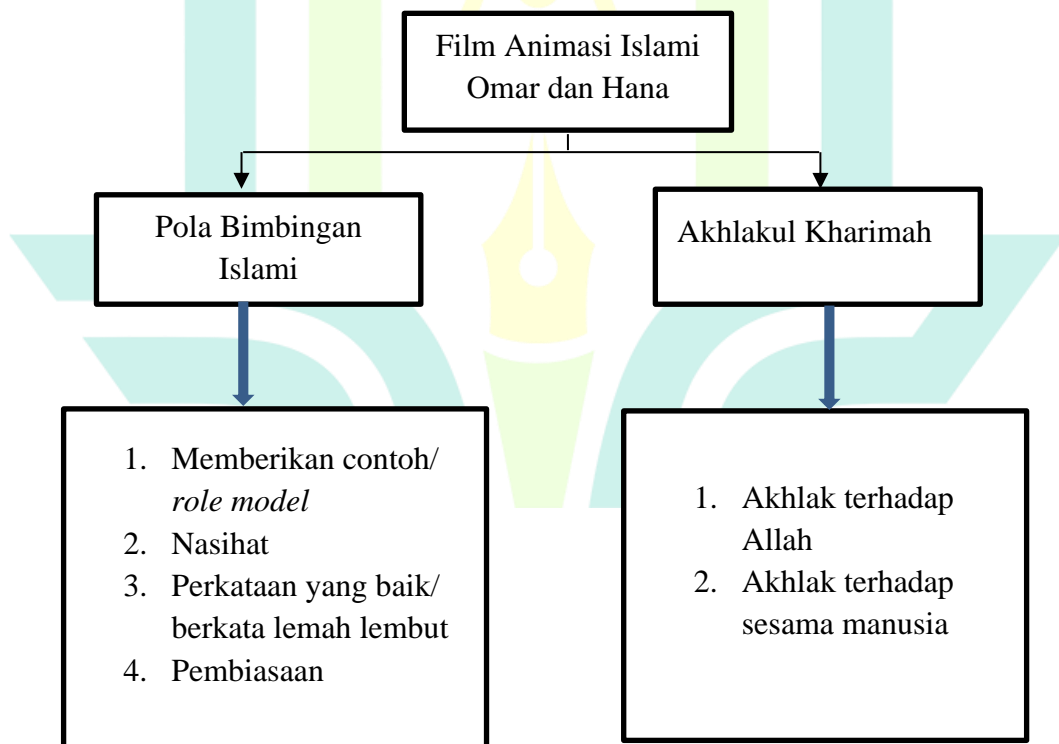 Film Animasi Islami
Omar dan Hana
Pola Bimbingan
Islami
Akhlakul Kharimah
1. Memberikan contoh/
role model
2. Nasihat
3. Perkataan yang baik/
berkata lemah lembut
4. Pembiasaan
1. Akhlak terhadap
Allah
2. Akhlak terhadap
sesama manusia